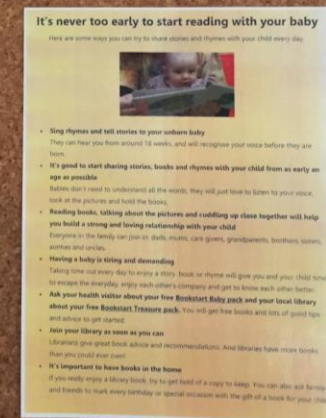 It's never too early to start reading with your baby
Here are some ways you can try to share stories and rhymes with your child every day.
• Sing rhymes and tell stories to your unborn baby
They can hear you from around 18 weeks, and will recognise your voice before they are
born.
• It's good to start sharing stories, books and rhymes with your child from as early an
age as possible
Babies don't need to understand all the words, they will just love to listen to your voice,
look at the pictures and hold the books.
• Reading books, talking about the pictures and cuddling up close together will help
you build a strong and loving relationship with your child
Everyone in the family can join in: dads, mums, care givers, grandparents, brothers, sisters,
aunties and uncles.
• Having a baby is tiring and demanding
Taking time out every day to enjoy a story, book or rhyme will give you and your child time
to escape the everyday, enjoy each other's company and get to know each other better.
• Ask your health visitor about your free Bookstart Baby pack and your local library
about your free Bookstart Treasure pack. You will get free books and lots of good tips
and advice to get started.
• Join your library as soon as you can
Librarians give great book advice and recommendations. And libraries have more books
than you could ever own!
• It's important to have books in the home
If you really enjoy a library book, try to get hold of a copy to keep. You can also ask family
and friends to mark every birthday or special occasion with the gift of a book for your